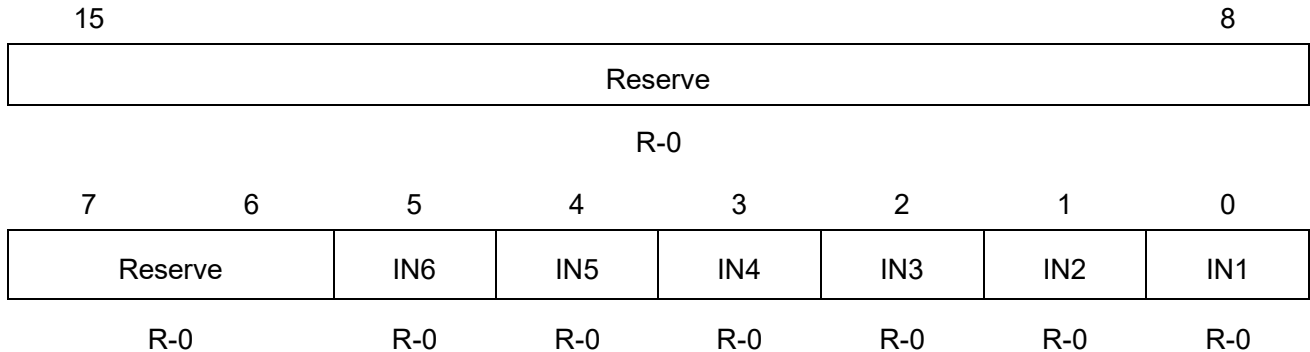 15 8
Reserve
R-0
7 6 5 4 3 2 1 0
Reserve IN6 IN5 IN4 IN3 IN2 IN1
R-0 R-0 R-0 R-0 R-0 R-0 R-0